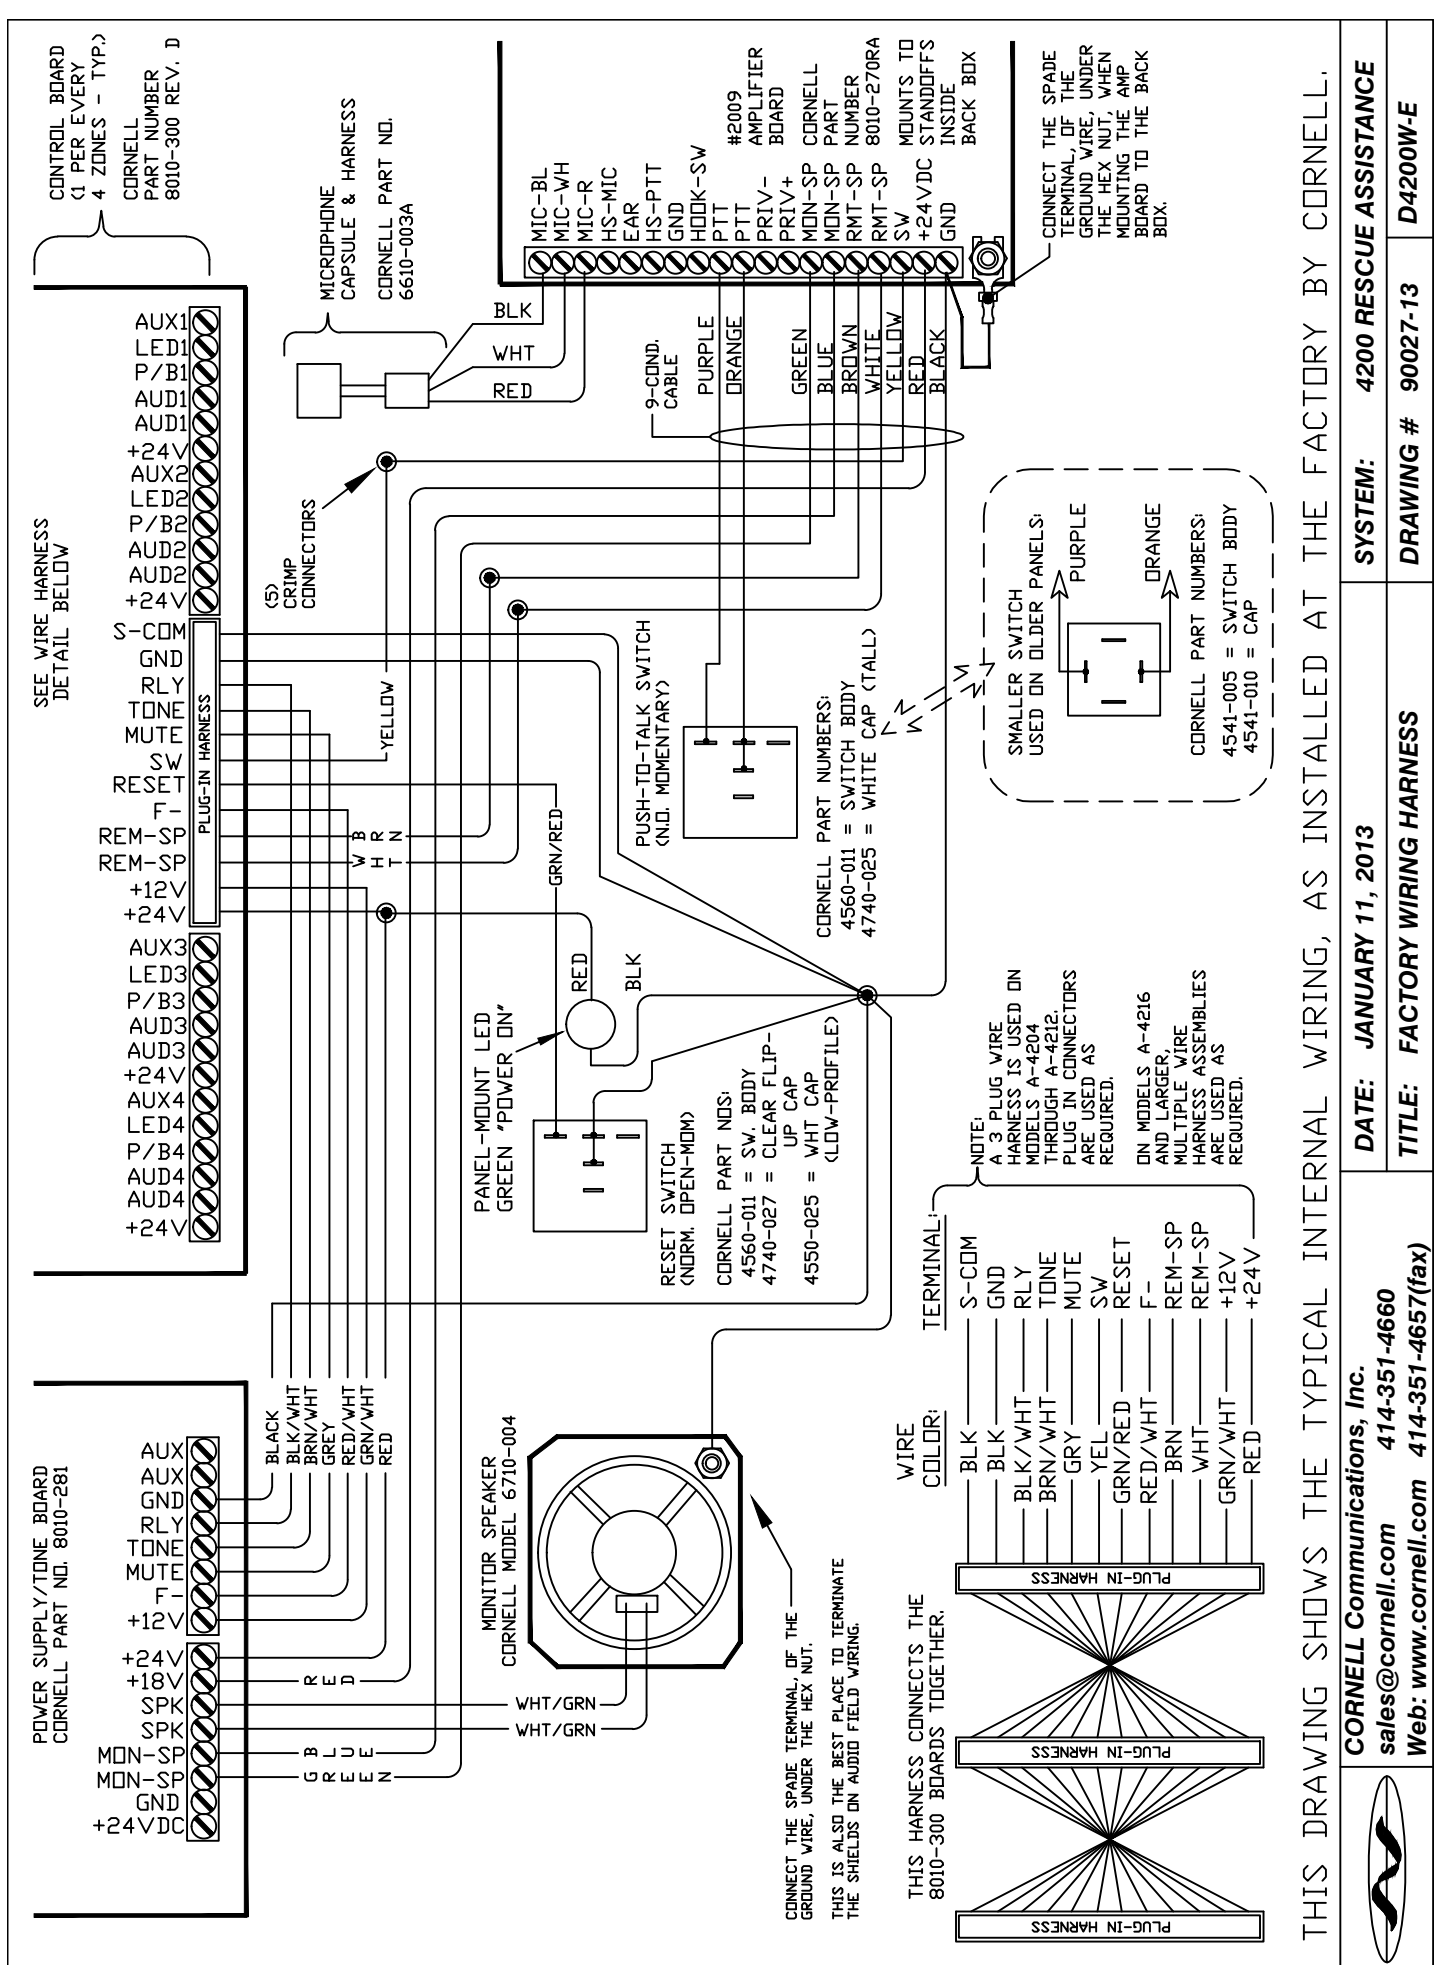 CONTROL BOARD
(1 PER EVERY
4 ZONES - TYP.)
CORNELL
PART NUMBER
8010-300 REV. D
SEE WIRE HARNESS
DETAIL BELOW
AUX1
LED1
P/B1
AUD1
AUD1
+24V
AUX2
LED2
P/B2
AUD2
AUD2
+24V
S-COM
GND
RLY
TONE
MUTE
SW
RESET
F-
REM-SP
REM-SP
+12V
+24V
PLUG-IN HARNESS
AUX3
LED3
P/B3
AUD3
AUD3
+24V
AUX4
LED4
P/B4
AUD4
AUD4
+24V
POWER SUPPLY/TONE BOARD
CORNELL PART NO. 8010-281
AUX
AUX
GND
RLY
TONE
MUTE
F-
+12V
+24V
+18V
SPK
SPK
MON-SP
MON-SP
GND
+24VDC
BLACK
BLK/WHT
BRN/WHT
GREY
RED/WHT
GRN/WHT
RED
RED
BLUE
GREEN
WHT/GRN
WHT/GRN
MICROPHONE
CAPSULE & HARNESS
CORNELL PART NO.
6610-003A
BLK
WHT
RED
MIC-BL
MIC-WH
MIC-R
HS-MIC
EAR
HS-PTT
GND
HOOK-SW
PTT
PTT
PRIV-
PRIV+
MON-SP
MON-SP
RMT-SP
RMT-SP
SW
+24VDC
GND
#2009
AMPLIFIER
BOARD
CORNELL
PART
NUMBER
8010-270RA
MOUNTS TO
STANDOFFS
INSIDE
BACK BOX
CONNECT THE SPADE
TERMINAL, OF THE
GROUND WIRE, UNDER
THE HEX NUT, WHEN
MOUNTING THE AMP
BOARD TO THE BACK
BOX.
9-COND.
CABLE
PURPLE
ORANGE
GREEN
BLUE
BROWN
WHITE
YELLOW
RED
BLACK
(5)
CRIMP
CONNECTORS
YELLOW
BRN
WHT
GRN/RED
PUSH-TO-TALK SWITCH
(N.O. MOMENTARY)
CORNELL PART NUMBERS:
4560-011 = SWITCH BODY
4740-025 = WHITE CAP (TALL)
SMALLER SWITCH
USED ON OLDER PANELS:
PURPLE
ORANGE
CORNELL PART NUMBERS:
4541-005 = SWITCH BODY
4541-010 = CAP
PANEL-MOUNT LED
GREEN "POWER ON"
RED
BLK
RESET SWITCH
(NORM. OPEN-MOM)
CORNELL PART NOS:
4560-011 = SW. BODY
4740-027 = CLEAR FLIP-
UP CAP
4550-025 = WHT CAP
(LOW-PROFILE)
MONITOR SPEAKER
CORNELL MODEL 6710-004
CONNECT THE SPADE TERMINAL, OF THE
GROUND WIRE, UNDER THE HEX NUT.
THIS IS ALSO THE BEST PLACE TO TERMINATE
THE SHIELDS ON AUDIO FIELD WIRING.
THIS HARNESS CONNECTS THE
8010-300 BOARDS TOGETHER.
PLUG-IN HARNESS
PLUG-IN HARNESS
PLUG-IN HARNESS
WIRE
COLOR: TERMINAL:
BLK S-COM
BLK GND
BLK/WHT RLY
BRN/WHT TONE
GRY MUTE
YEL SW
GRN/RED RESET
RED/WHT F-
BRN REM-SP
WHT REM-SP
GRN/WHT +12V
RED +24V
NOTE:
A 3 PLUG WIRE
HARNESS IS USED ON
MODELS A-4204
THROUGH A-4212.
PLUG IN CONNECTORS
ARE USED AS
REQUIRED.
ON MODELS A-4216
AND LARGER,
MULTIPLE WIRE
HARNESS ASSEMBLIES
ARE USED AS
REQUIRED.
THIS DRAWING SHOWS THE TYPICAL INTERNAL WIRING, AS INSTALLED AT THE FACTORY BY CORNELL.
CORNELL Communications, Inc.
sales@cornell.com 414-351-4660
Web: www.cornell.com 414-351-4657(fax)
DATE: JANUARY 11, 2013
TITLE: FACTORY WIRING HARNESS
SYSTEM: 4200 RESCUE ASSISTANCE
DRAWING # 90027-13 D4200W-E